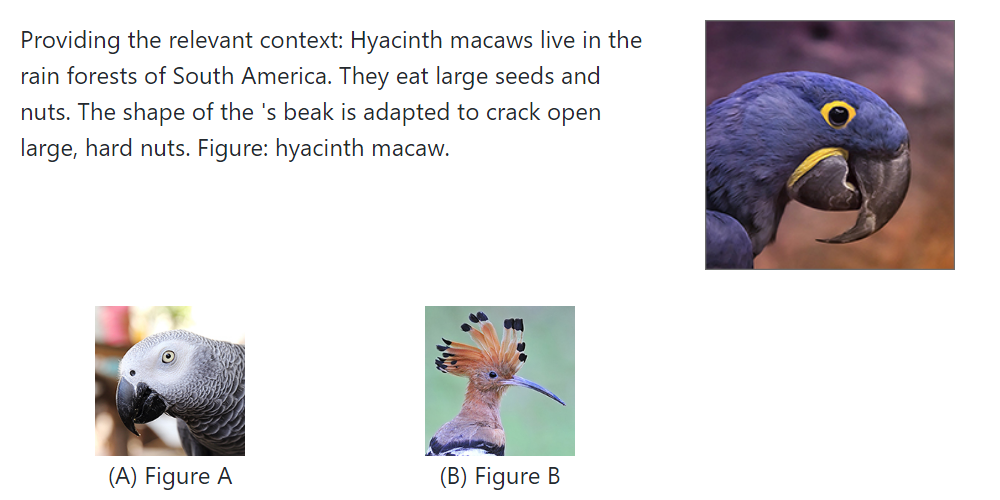 Providing the relevant context: Hyacinth macaws live in the
rain forests of South America. They eat large seeds and
nuts. The shape of the 's beak is adapted to crack open
large, hard nuts. Figure: hyacinth macaw.
(A) Figure A
(B) Figure B